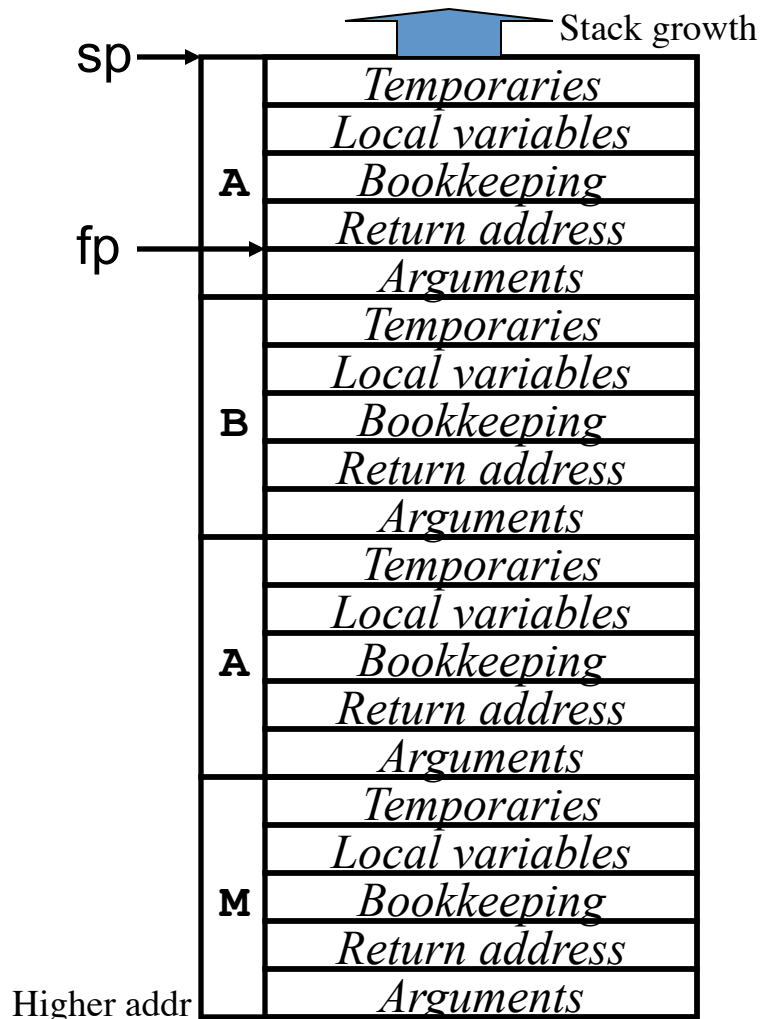 Stack growth
sp
Temporaries
Local variables
A
Bookkeeping
Return address
fp
Arguments
Temporaries
Local variables
B
Bookkeeping
Return address
Arguments
Temporaries
Local variables
A
Bookkeeping
Return address
Arguments
Temporaries
Local variables
M
Bookkeeping
Return address
Higher addr
Arguments